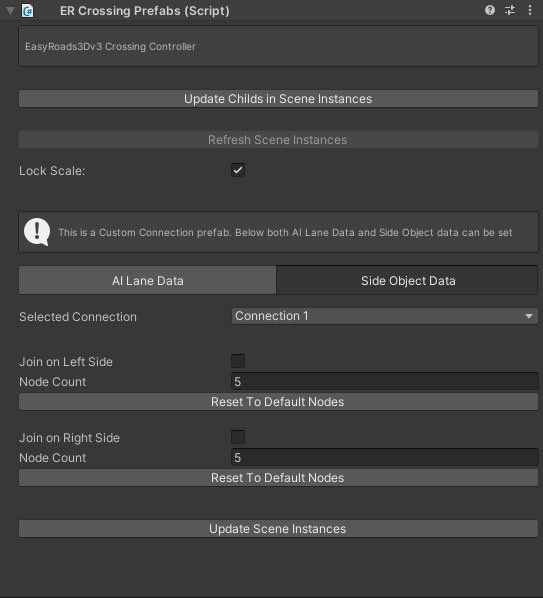 ER Crossing Prefabs (Script)
EasyRoads3Dv3 Crossing Controller
Update Childs in Scene Instances
Refresh Scene Instances
Lock Scale:
This is a Custom Connection prefab. Below both AI Lane Data and Side Object data can be set
AI Lane Data Side Object Data
Selected Connection Connection 1
Join on Left Side
Node Count 5
Reset To Default Nodes
Join on Right Side
Node Count 5
Reset To Default Nodes
Update Scene Instances